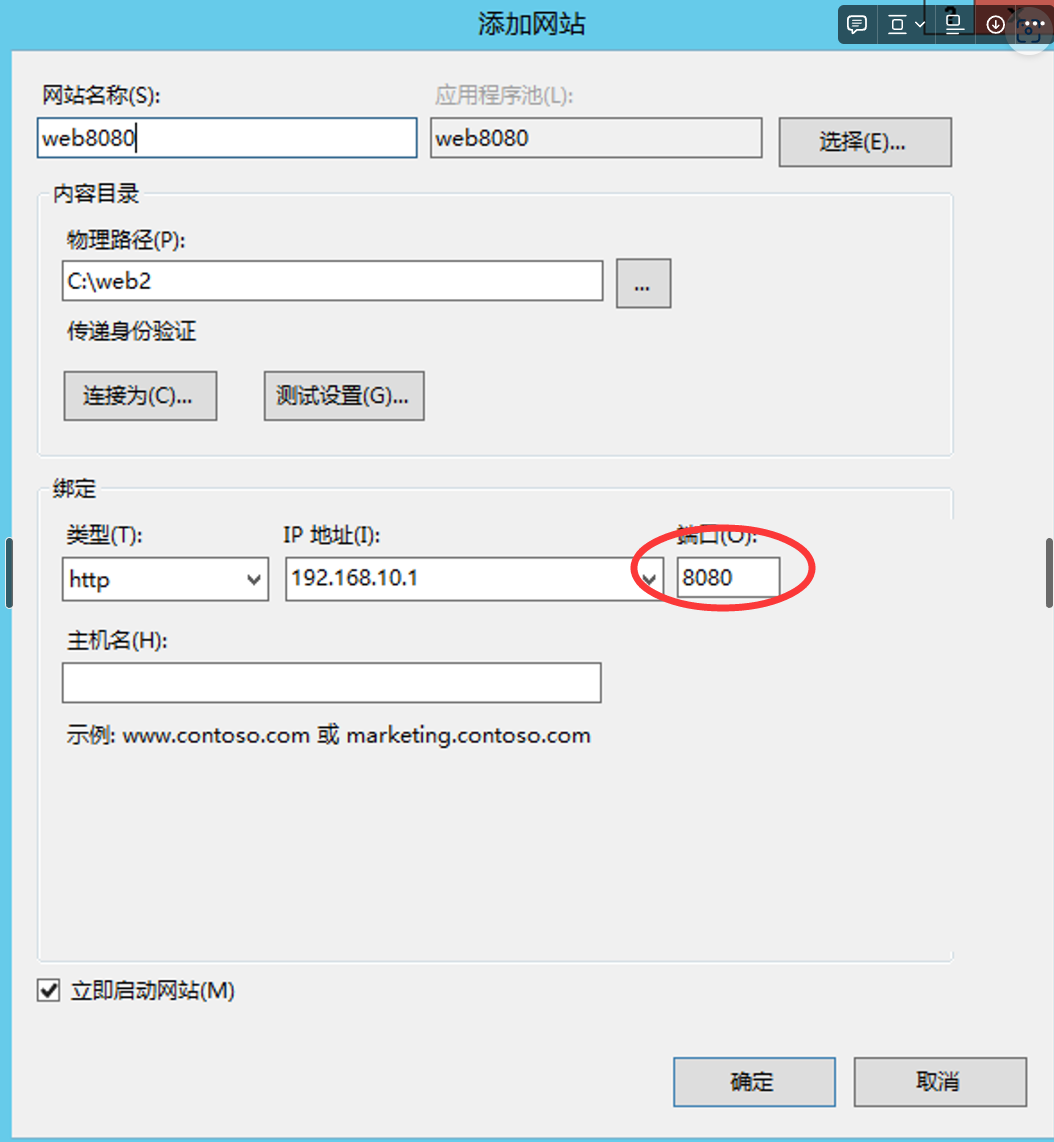 添加网站
网站名称(S):
应用程序池(L):
web8080
web8080
选择(E)...
内容目录
物理路径(P):
C:\web2
...
传递身份验证
连接为(C)...
测试设置(G)...
绑定
类型(T):
IP 地址(I):
端口(O):
http
192.168.10.1
8080
主机名(H):
示例: www.contoso.com 或 marketing.contoso.com
立即启动网站(M)
确定
取消